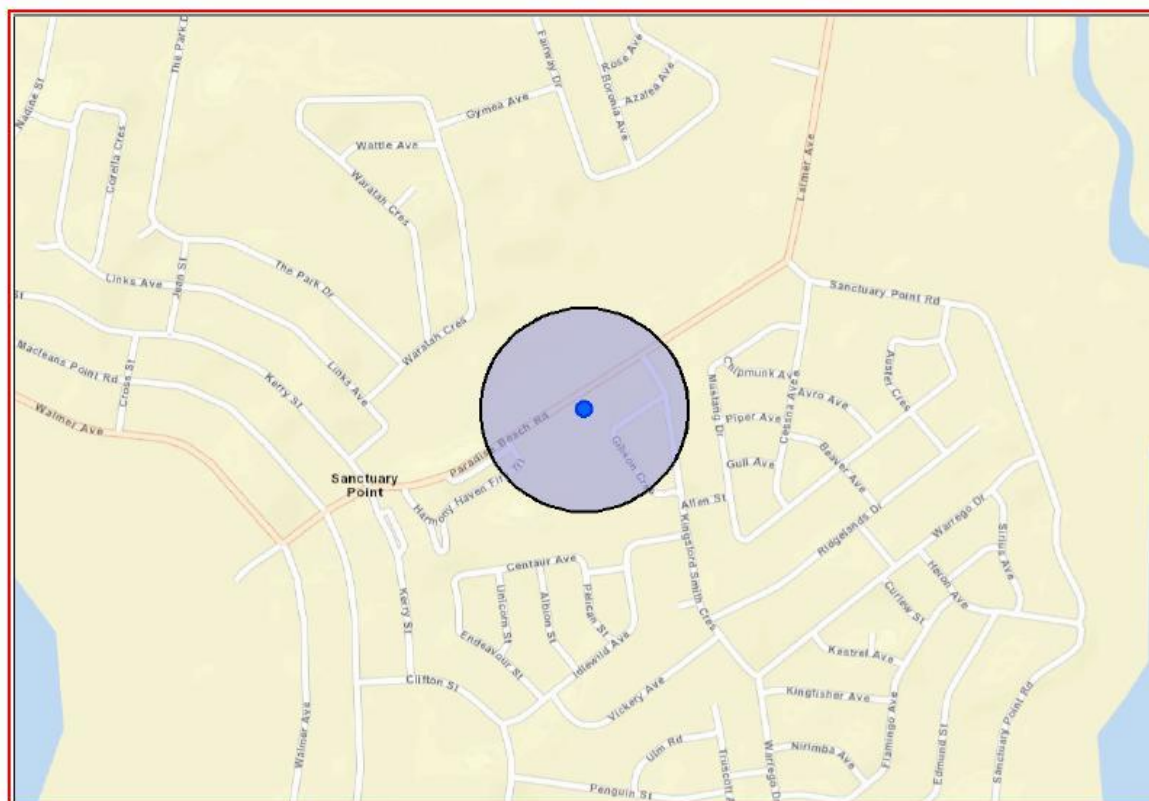 The Park D
Nadine St
Corella Cres
Fairway Dr
Rose Ave
Boronia Ave
Azalea Ave
Gymea Ave
Wattle Ave
Waratah Cres
Larmer Ave
Links Ave
Jean St
The Park Dr
Sanctuary Point Rd
St
Macleans Point Rd
Cross St
Kerry St
Links Ave
Waratah Cres
Walmer Ave
Paradise Beach Rd
Chipmunk Ave
Mustang Dr
Cessna Ave
Avro Ave
Auster Cres
Piper Ave
Gull Ave
Beaver Ave
Gibson Cres
Sanctuary
Point
Harmony Haven Fire Trl
Allen St
Kingsford Smith Cres
Ridgelands Dr
Warrego Dr
Sirius Ave
Centaur Ave
Unicorn St
Albion St
Pelican St
Kerry St
Endeavour St
Idlewild Ave
Heron Ave
Curlew St
Kestrel Ave
Clifton St
Vickery Ave
Kingfisher Ave
Flamingo Ave
Edmund St
Sanctuary Point Rd
Walmer Ave
Ulm Rd
Truscott A
Warrego Dr
Nirimba Ave
Penguin St